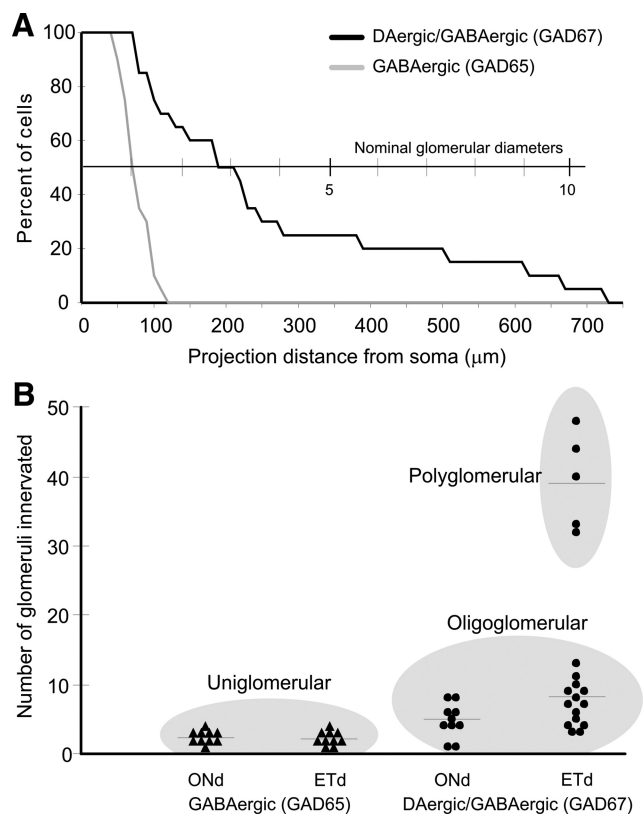 A
DAergic/GABAergic (GAD67)
GABAergic (GAD65)
Percent of cells
100
80
60
40
20
0
Nominal glomerular diameters
5
10
0
100
200
300
400
500
600
700
Projection distance from soma (μm)
B
Number of glomeruli innervated
50
40
30
20
10
0
Polyglomerular
Oligoglomerular
Uniglomerular
ONd
ETd
ONd
ETd
GABAergic (GAD65)
DAergic/GABAergic (GAD67)